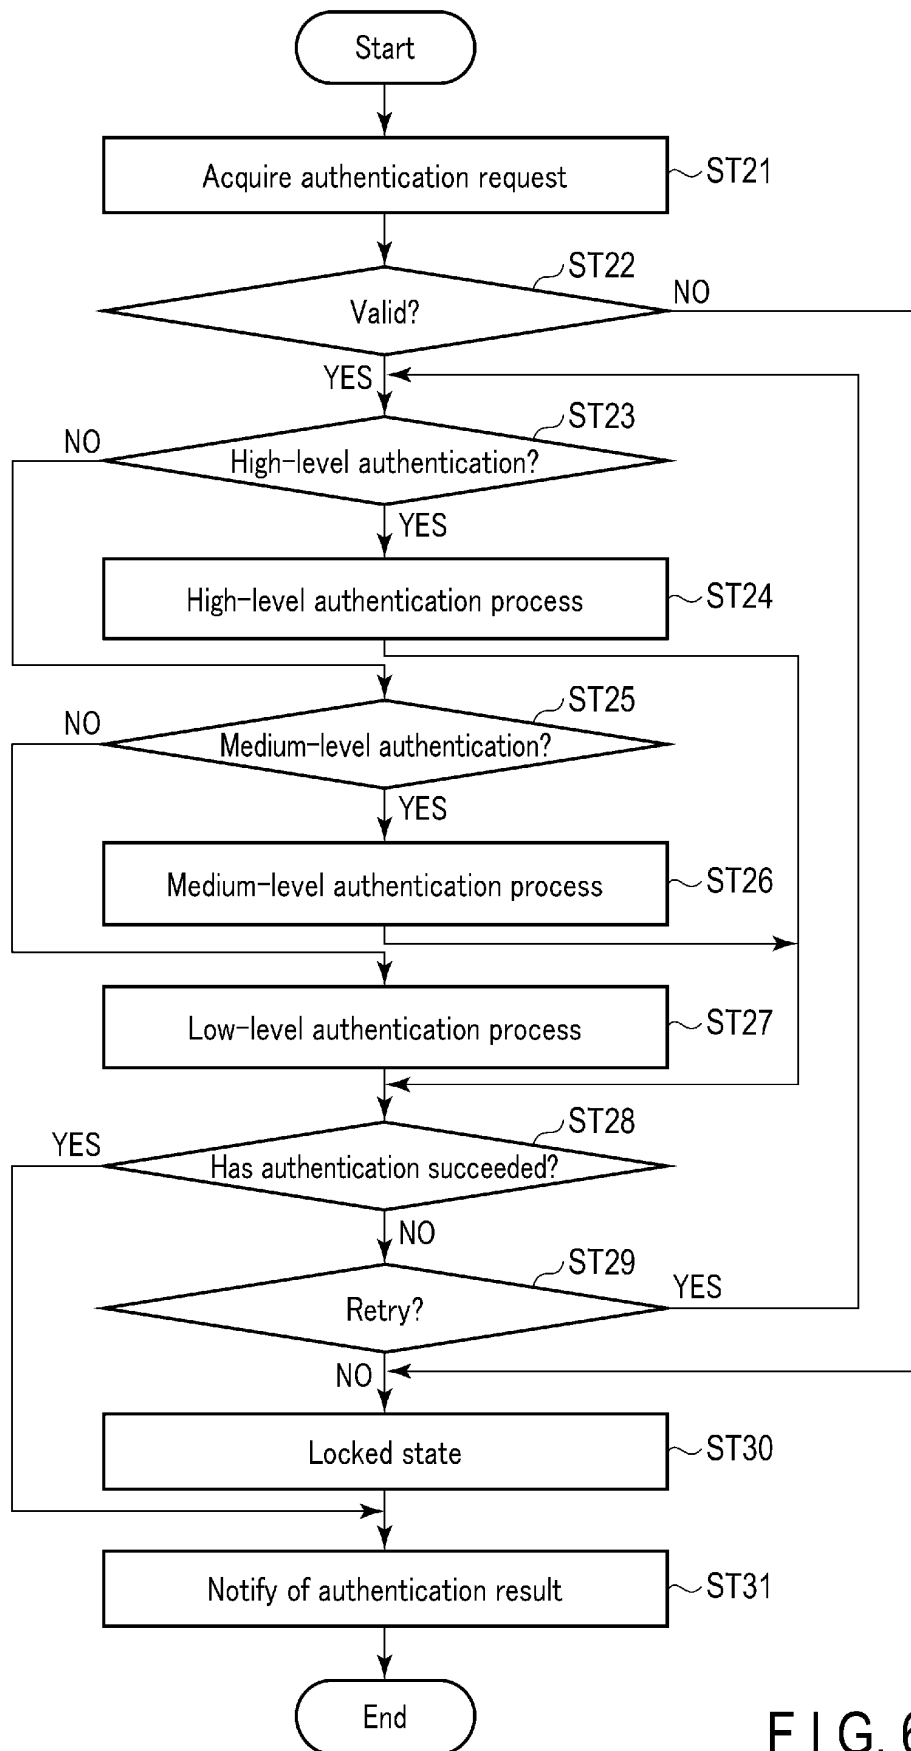 Start
Acquire authentication request
ST21
ST22
Valid?
NO
YES
ST23
NO
High-level authentication?
YES
High-level authentication process
ST24
ST25
NO
Medium-level authentication?
YES
Medium-level authentication process
ST26
Low-level authentication process
ST27
ST28
YES
Has authentication succeeded?
NO
ST29
YES
Retry?
NO
Locked state
ST30
Notify of authentication result
ST31
End
FIG. 6